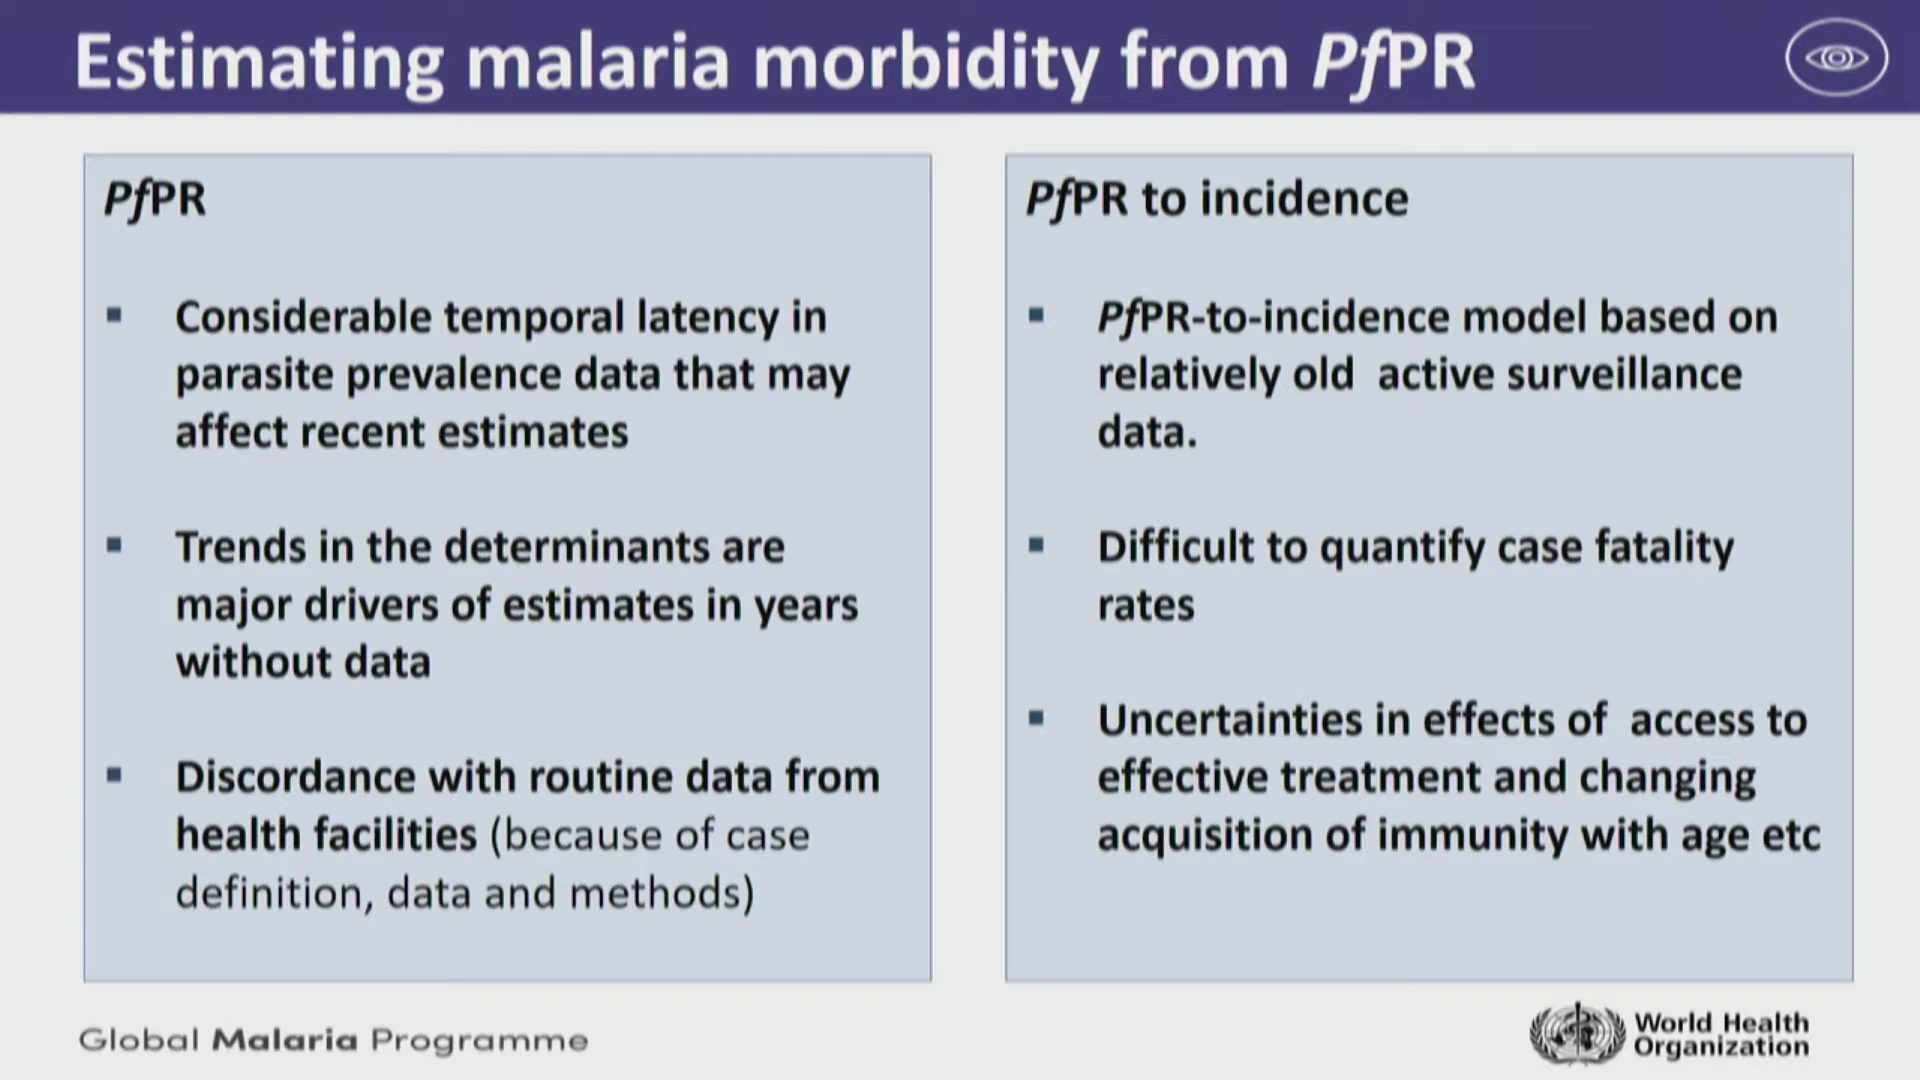 Estimating malaria morbidity from PfPR
PfPR
▪ Considerable temporal latency in
parasite prevalence data that may
affect recent estimates
▪ Trends in the determinants are
major drivers of estimates in years
without data
▪ Discordance with routine data from
health facilities (because of case
definition, data and methods)
PfPR to incidence
▪ PfPR-to-incidence model based on
relatively old active surveillance
data.
▪ Difficult to quantify case fatality
rates
▪ Uncertainties in effects of access to
effective treatment and changing
acquisition of immunity with age etc
Global Malaria Programme
World Health
Organization